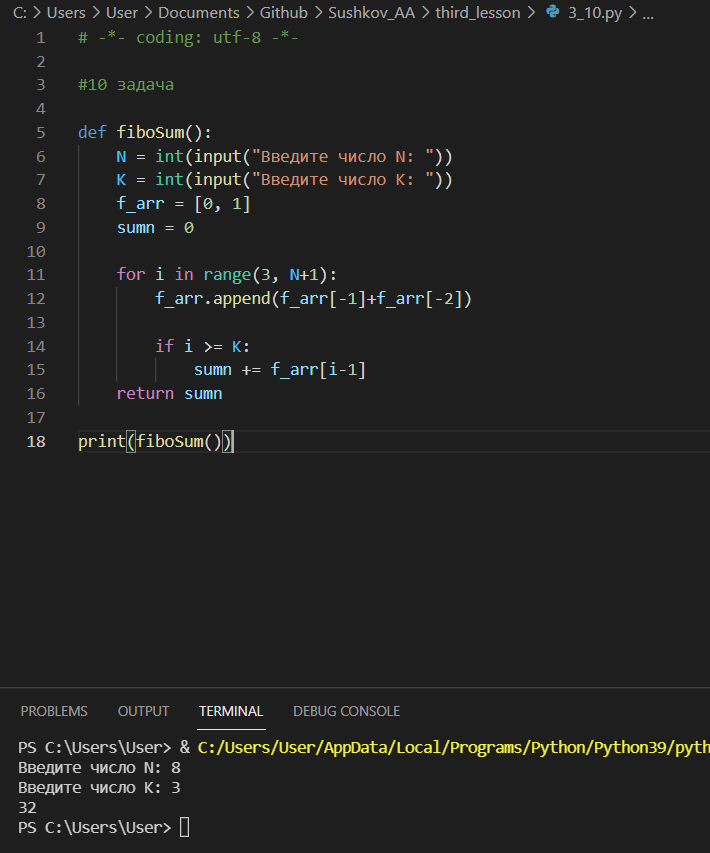 C: > Users > User > Documents > Github > Sushkov_AA > third_lesson > 3_10.py > ...
1 # -*- coding: utf-8 -*-
2
3 #10 задача
4
5 def fiboSum():
6     N = int(input("Введите число N: "))
7     K = int(input("Введите число K: "))
8     f_arr = [0, 1]
9     sumn = 0
10
11     for i in range(3, N+1):
12         f_arr.append(f_arr[-1]+f_arr[-2])
13
14         if i >= K:
15             sumn += f_arr[i-1]
16     return sumn
17
18 print(fiboSum())
PROBLEMS OUTPUT TERMINAL DEBUG CONSOLE
PS C:\Users\User> & C:/Users/User/AppData/Local/Programs/Python/Python39/pyth
Введите число N: 8
Введите число K: 3
32
PS C:\Users\User>